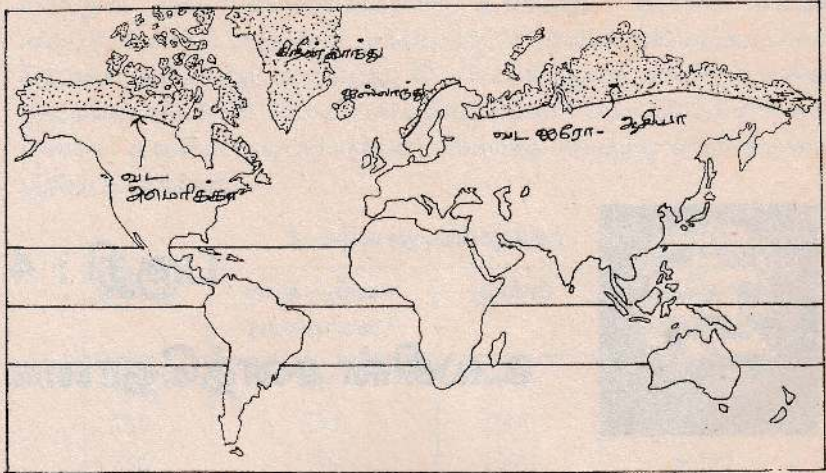 கிரீன்லாந்து
ஐஸ்லாந்து
வட ஐரோ- ஆசியா
வட
அமெரிக்கா